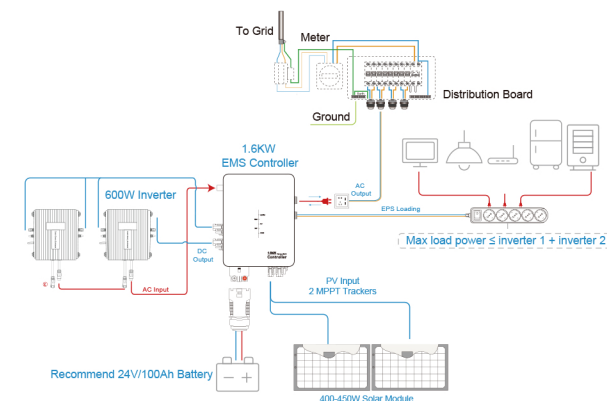 To Grid
Meter
Distribution Board
Ground
1.6KW
EMS Controller
600W Inverter
AC
Output
EPS Loading
Max load power ≤ inverter 1 + inverter 2
DC
Output
AC Input
Controller
PV Input
2 MPPT Trackers
Recommend 24V/100Ah Battery
400-450W Solar Module